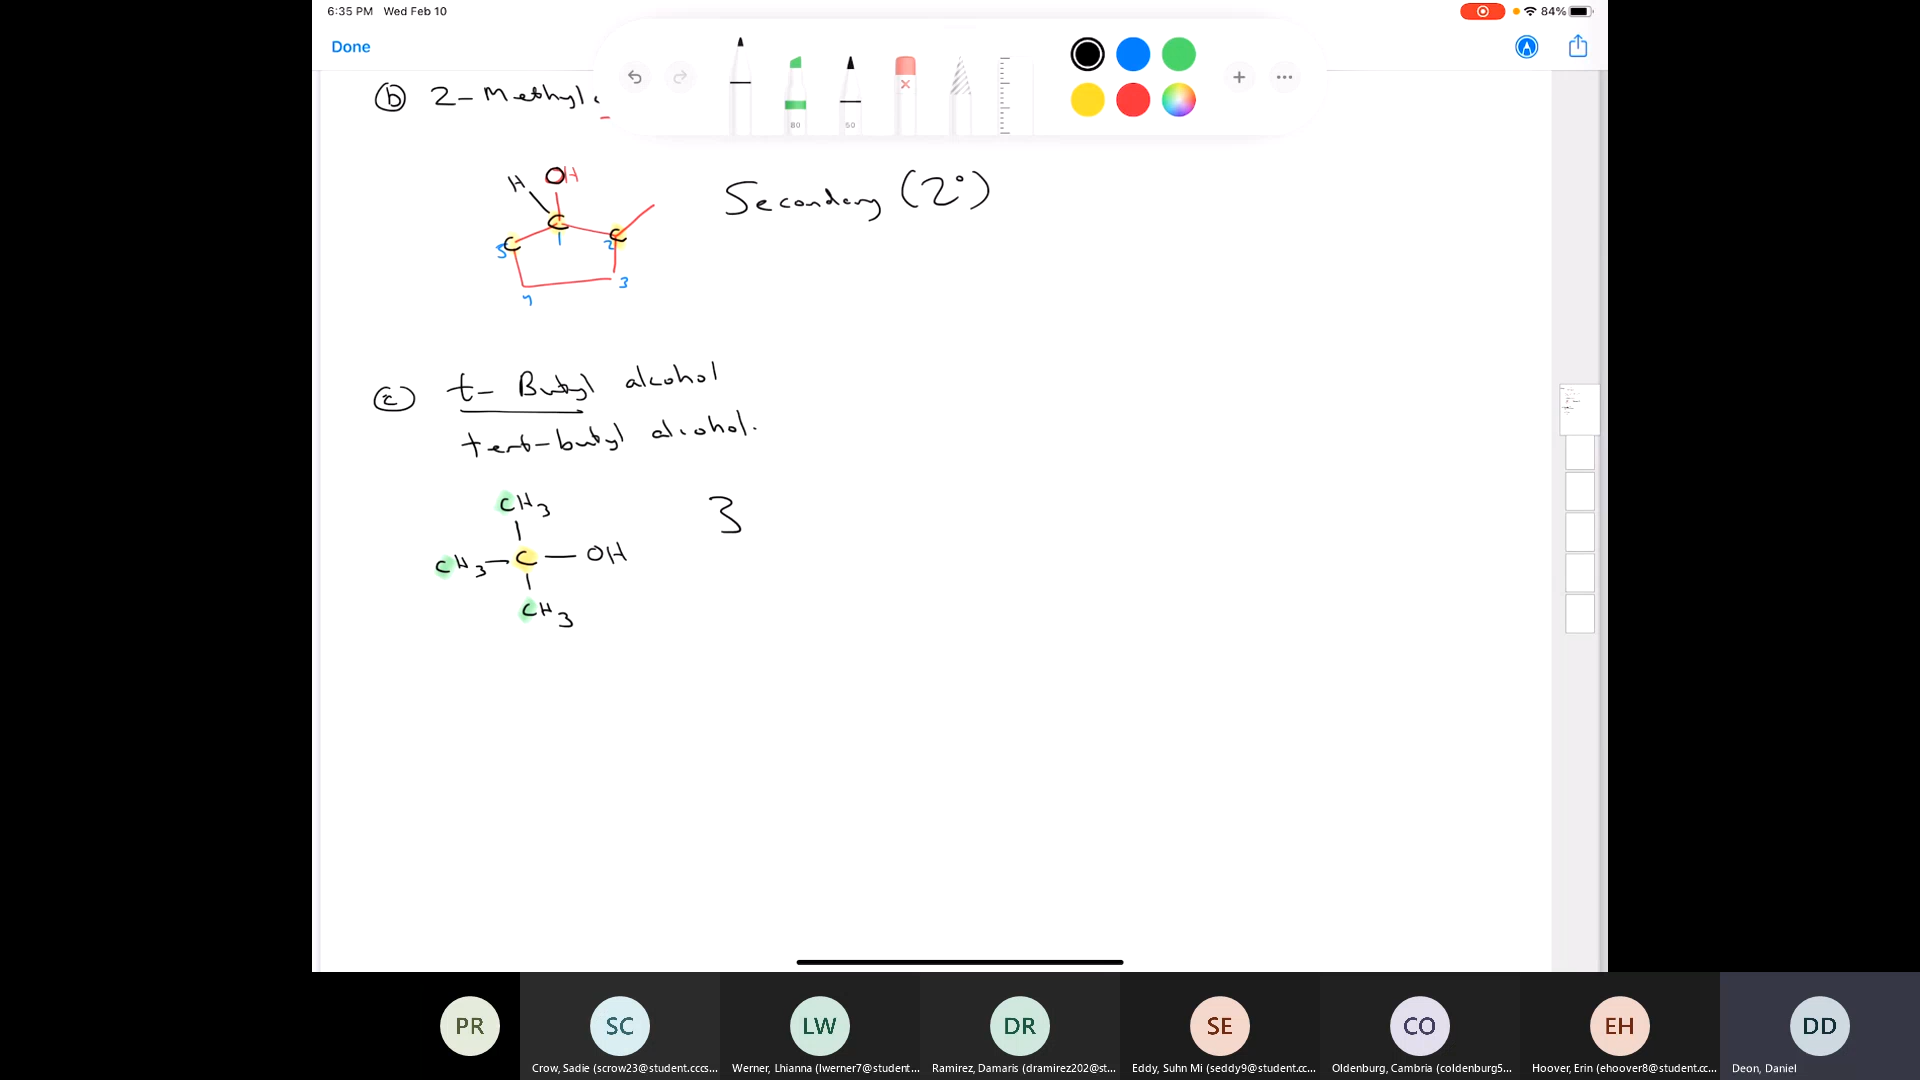 6:35 PM Wed Feb 10
84%
Done
80
50
(b) 2-Methyl
H
OH
C
C
C
1
2
5
3
4
Secondary (2°)
(c) t-Butyl alcohol
tert-butyl alcohol.
CH3
3
CH3-C-OH
CH3
PR
SC
LW
DR
SE
CO
EH
DD
Crow, Sadie (scrow23@student.cccs...
Werner, Lhianna (lwerner7@student...
Ramirez, Damaris (dramirez202@st...
Eddy, Suhn Mi (seddy9@student.cc...
Oldenburg, Cambria (coldenburg5...
Hoover, Erin (ehoover8@student.cc...
Deon, Daniel